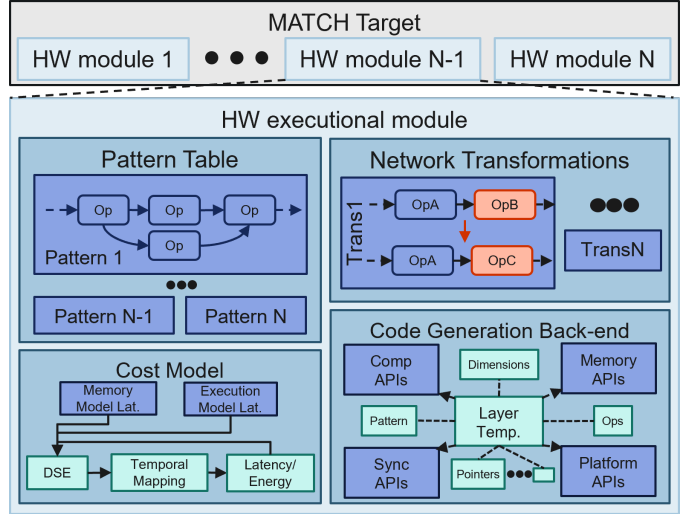 MATCH Target
HW module 1
HW module N-1
HW module N
HW executional module
Pattern Table
Op
Op
Op
Op
Pattern 1
Pattern N-1
Pattern N
Network Transformations
Trans1
OpA
OpB
OpA
OpC
TransN
Cost Model
Memory
Model Lat.
Execution
Model Lat.
DSE
Temporal
Mapping
Latency/
Energy
Code Generation Back-end
Comp
APIs
Dimensions
Memory
APIs
Pattern
Layer
Temp.
Ops
Sync
APIs
Pointers
Platform
APIs